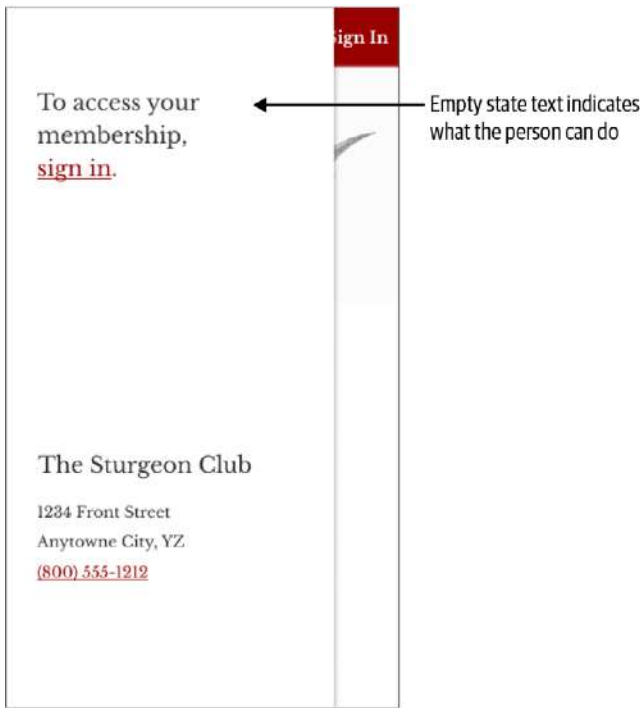 Sign In
To access your
membership,
sign in.
Empty state text indicates
what the person can do
The Sturgeon Club
1234 Front Street
Anytowne City, YZ
(800) 555-1212